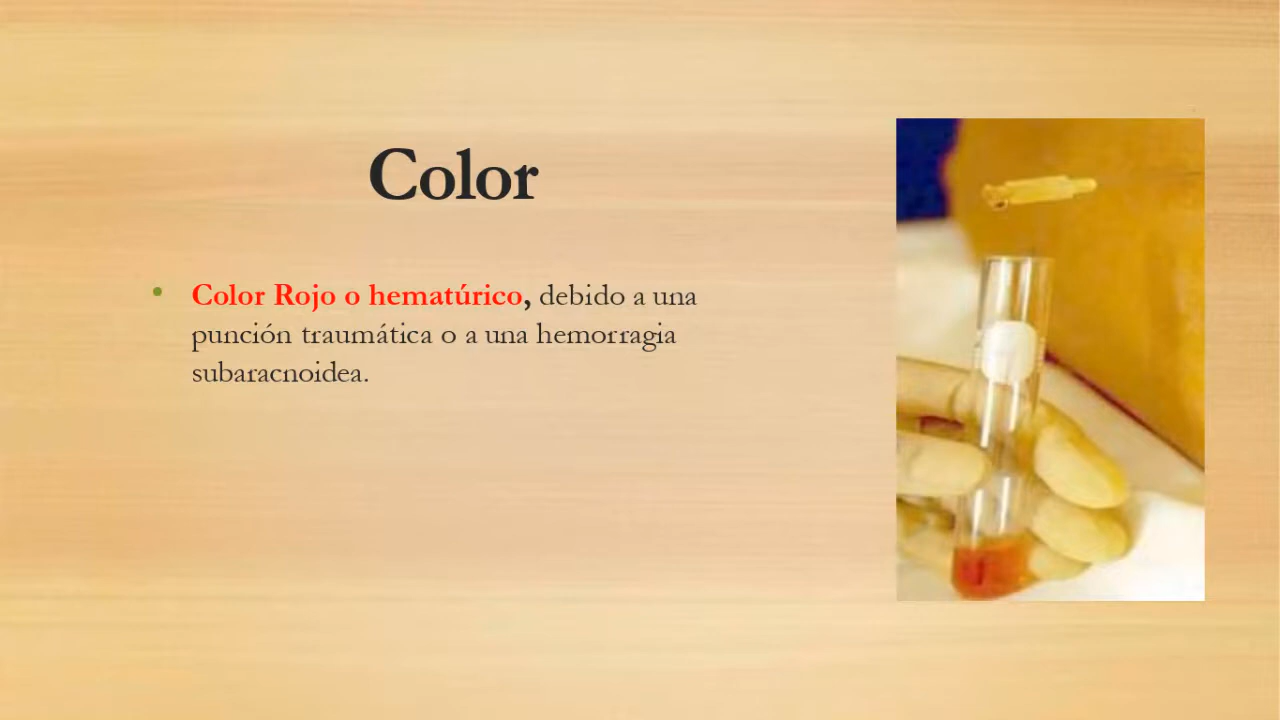 Color
• Color Rojo o hematúrico, debido a una
punción traumática o a una hemorragia
subaracnoidea.